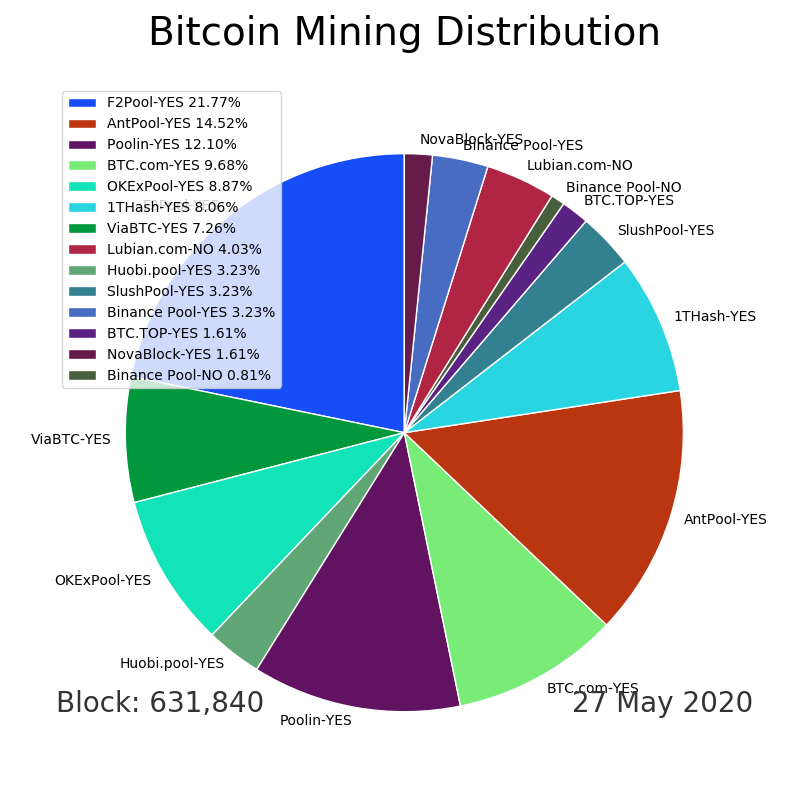 Bitcoin Mining Distribution
F2Pool-YES 21.77%
AntPool-YES 14.52%
Poolin-YES 12.10%
BTC.com-YES 9.68%
OKExPool-YES 8.87%
1THash-YES 8.06%
ViaBTC-YES 7.26%
Lubian.com-NO 4.03%
Huobi.pool-YES 3.23%
SlushPool-YES 3.23%
Binance Pool-YES 3.23%
BTC.TOP-YES 1.61%
NovaBlock-YES 1.61%
Binance Pool-NO 0.81%
NovaBlock-YES
Binance Pool-YES
Lubian.com-NO
Binance Pool-NO
BTC.TOP-YES
SlushPool-YES
1THash-YES
AntPool-YES
BTC.com-YES
Poolin-YES
Huobi.pool-YES
OKExPool-YES
ViaBTC-YES
Block: 631,840
27 May 2020